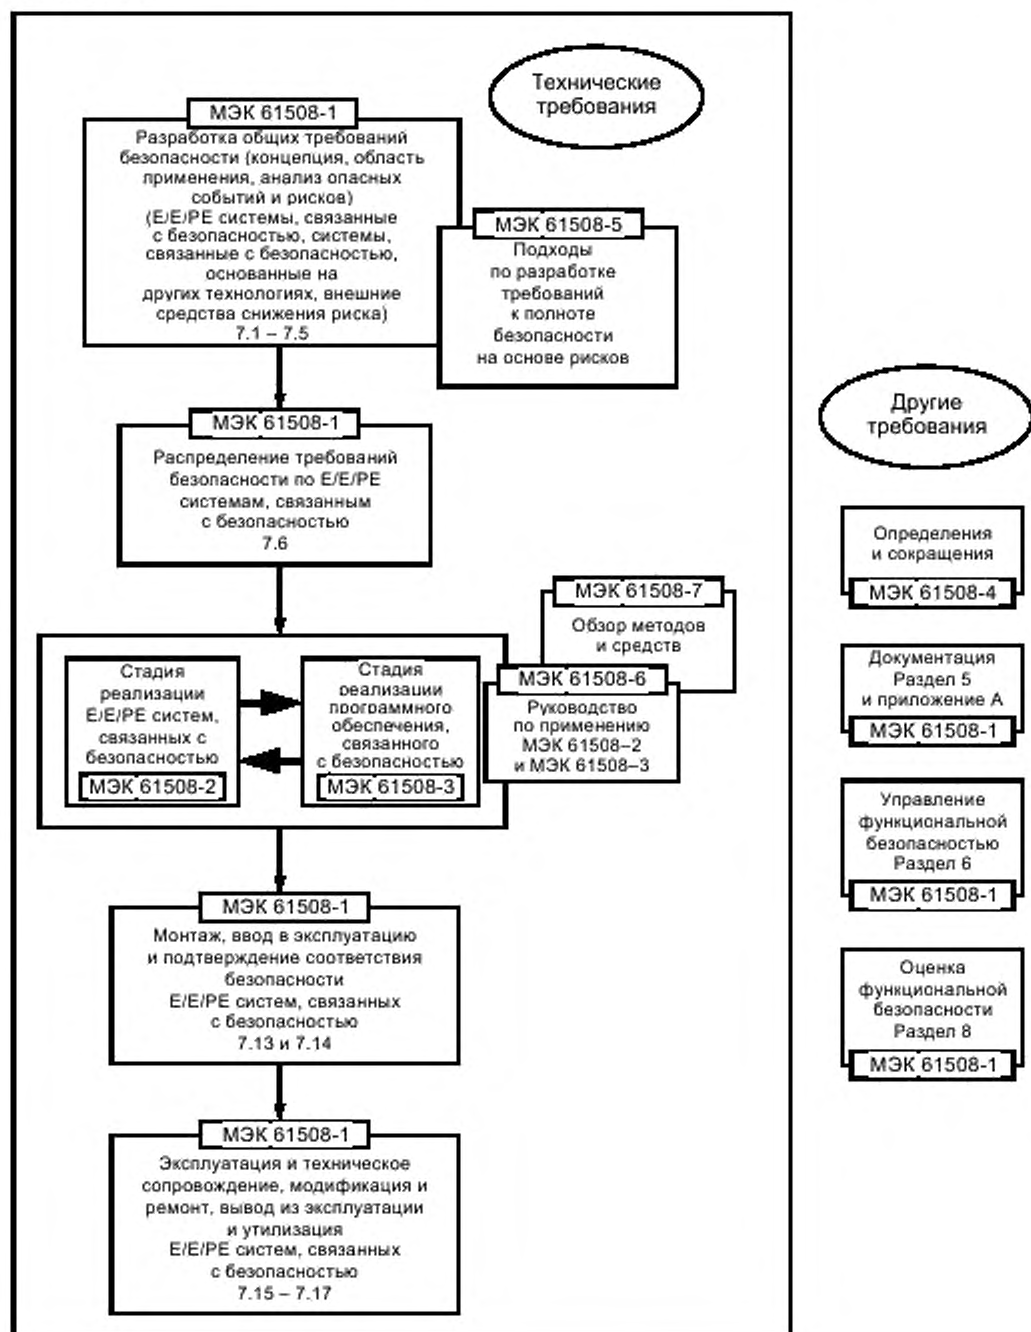 Технические
требования
МЭК 61508-1
Разработка общих требований
безопасности (концепция, область
применения, анализ опасных
событий и рисков)
(E/E/PE системы, связанные
с безопасностью, системы,
связанные с безопасностью,
основанные на
других технологиях, внешние
средства снижения риска)
7.1 – 7.5
МЭК 61508-5
Подходы
по разработке
требований
к полноте
безопасности
на основе рисков
МЭК 61508-1
Распределение требований
безопасности по E/E/PE
системам, связанным
с безопасностью
7.6
МЭК 61508-7
Обзор методов
и средств
МЭК 61508-6
Руководство
по применению
МЭК 61508–2
и МЭК 61508–3
Стадия
реализации
E/E/PE систем,
связанных с
безопасностью
МЭК 61508-2
Стадия
реализации
программного
обеспечения,
связанного
с безопасностью
МЭК 61508-3
МЭК 61508-1
Монтаж, ввод в эксплуатацию
и подтверждение соответствия
безопасности
E/E/PE систем, связанных
с безопасностью
7.13 и 7.14
МЭК 61508-1
Эксплуатация и техническое
сопровождение, модификация и
ремонт, вывод из эксплуатации
и утилизация
E/E/PE систем, связанных
с безопасностью
7.15 – 7.17
Другие
требования
Определения
и сокращения
МЭК 61508-4
Документация
Раздел 5
и приложение А
МЭК 61508-1
Управление
функциональной
безопасностью
Раздел 6
МЭК 61508-1
Оценка
функциональной
безопасности
Раздел 8
МЭК 61508-1